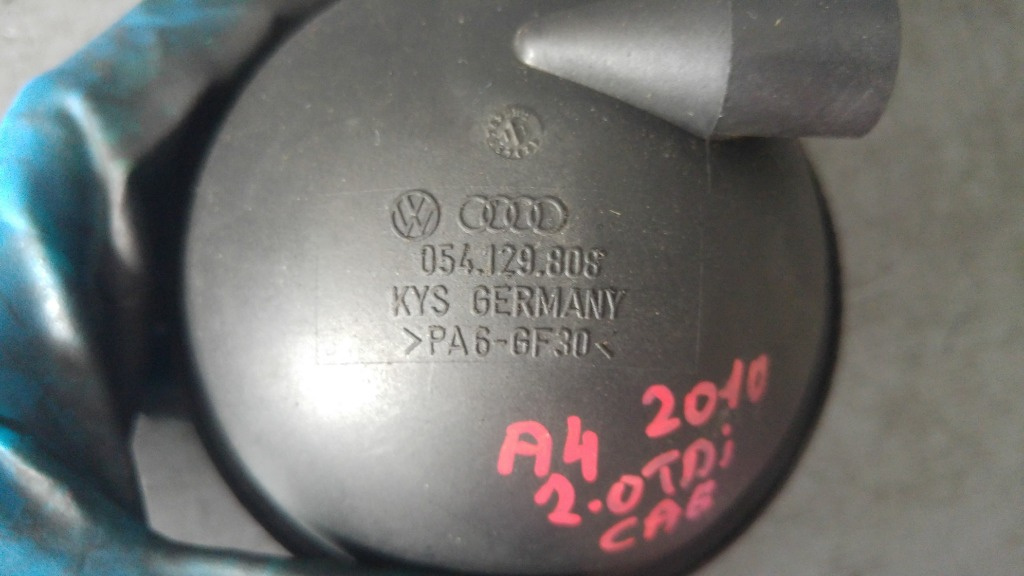 054.129.808
KYS GERMANY
>PA6-GF30<
A4 2010
2.0TDi
CAG